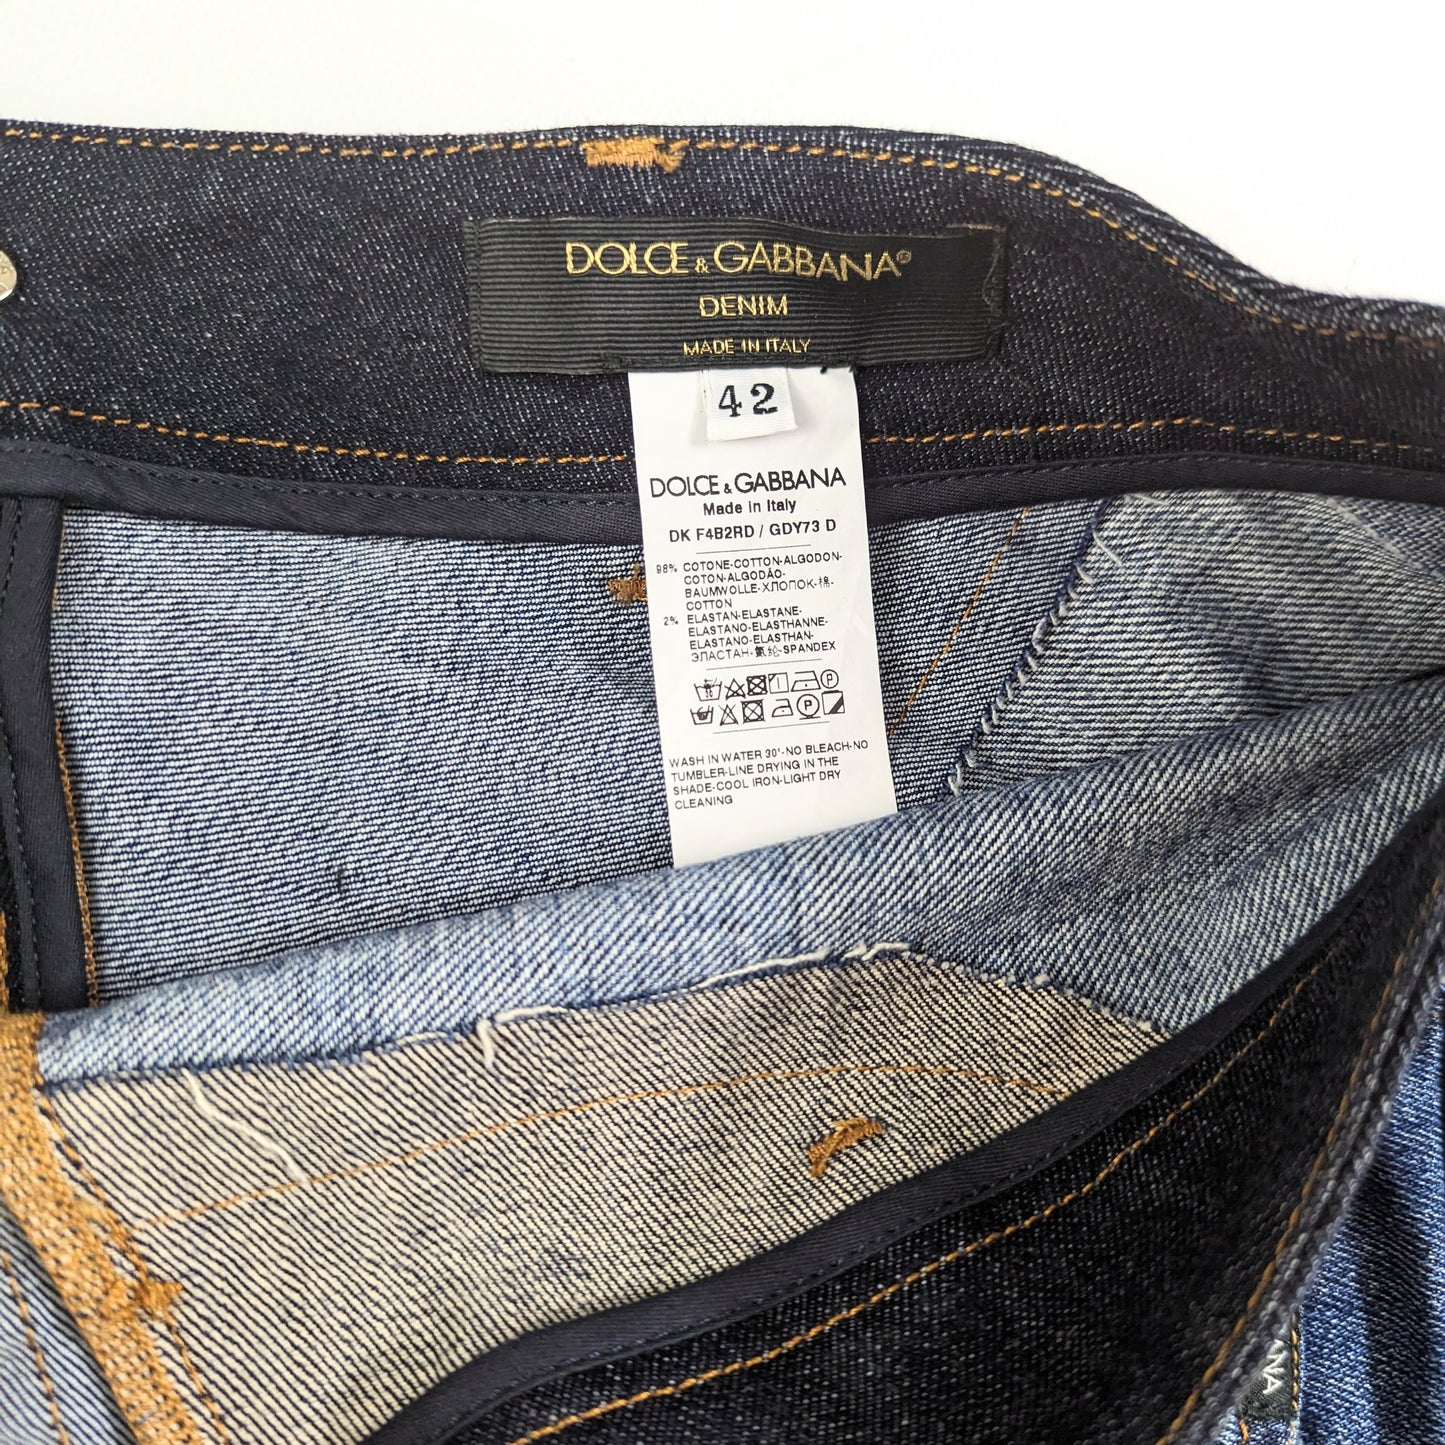 DOLCE & GABBANA®
DENIM
MADE IN ITALY
42
DOLCE & GABBANA
Made in Italy
DK F4B2RD / GDY73 D
98% COTONE-COTTON-ALGODON-
COTON-ALGODÃO-
BAUMWOLLE-ХЛОПОК-棉-
COTTON
2% ELASTAN-ELASTANE-
ELASTANO-ELASTHANNE-
ELASTANO-ELASTHAN-
ЭЛАСТАН-氨纶-SPANDEX
P
P
WASH IN WATER 30°-NO BLEACH-NO
TUMBLER-LINE DRYING IN THE
SHADE-COOL IRON-LIGHT DRY
CLEANING